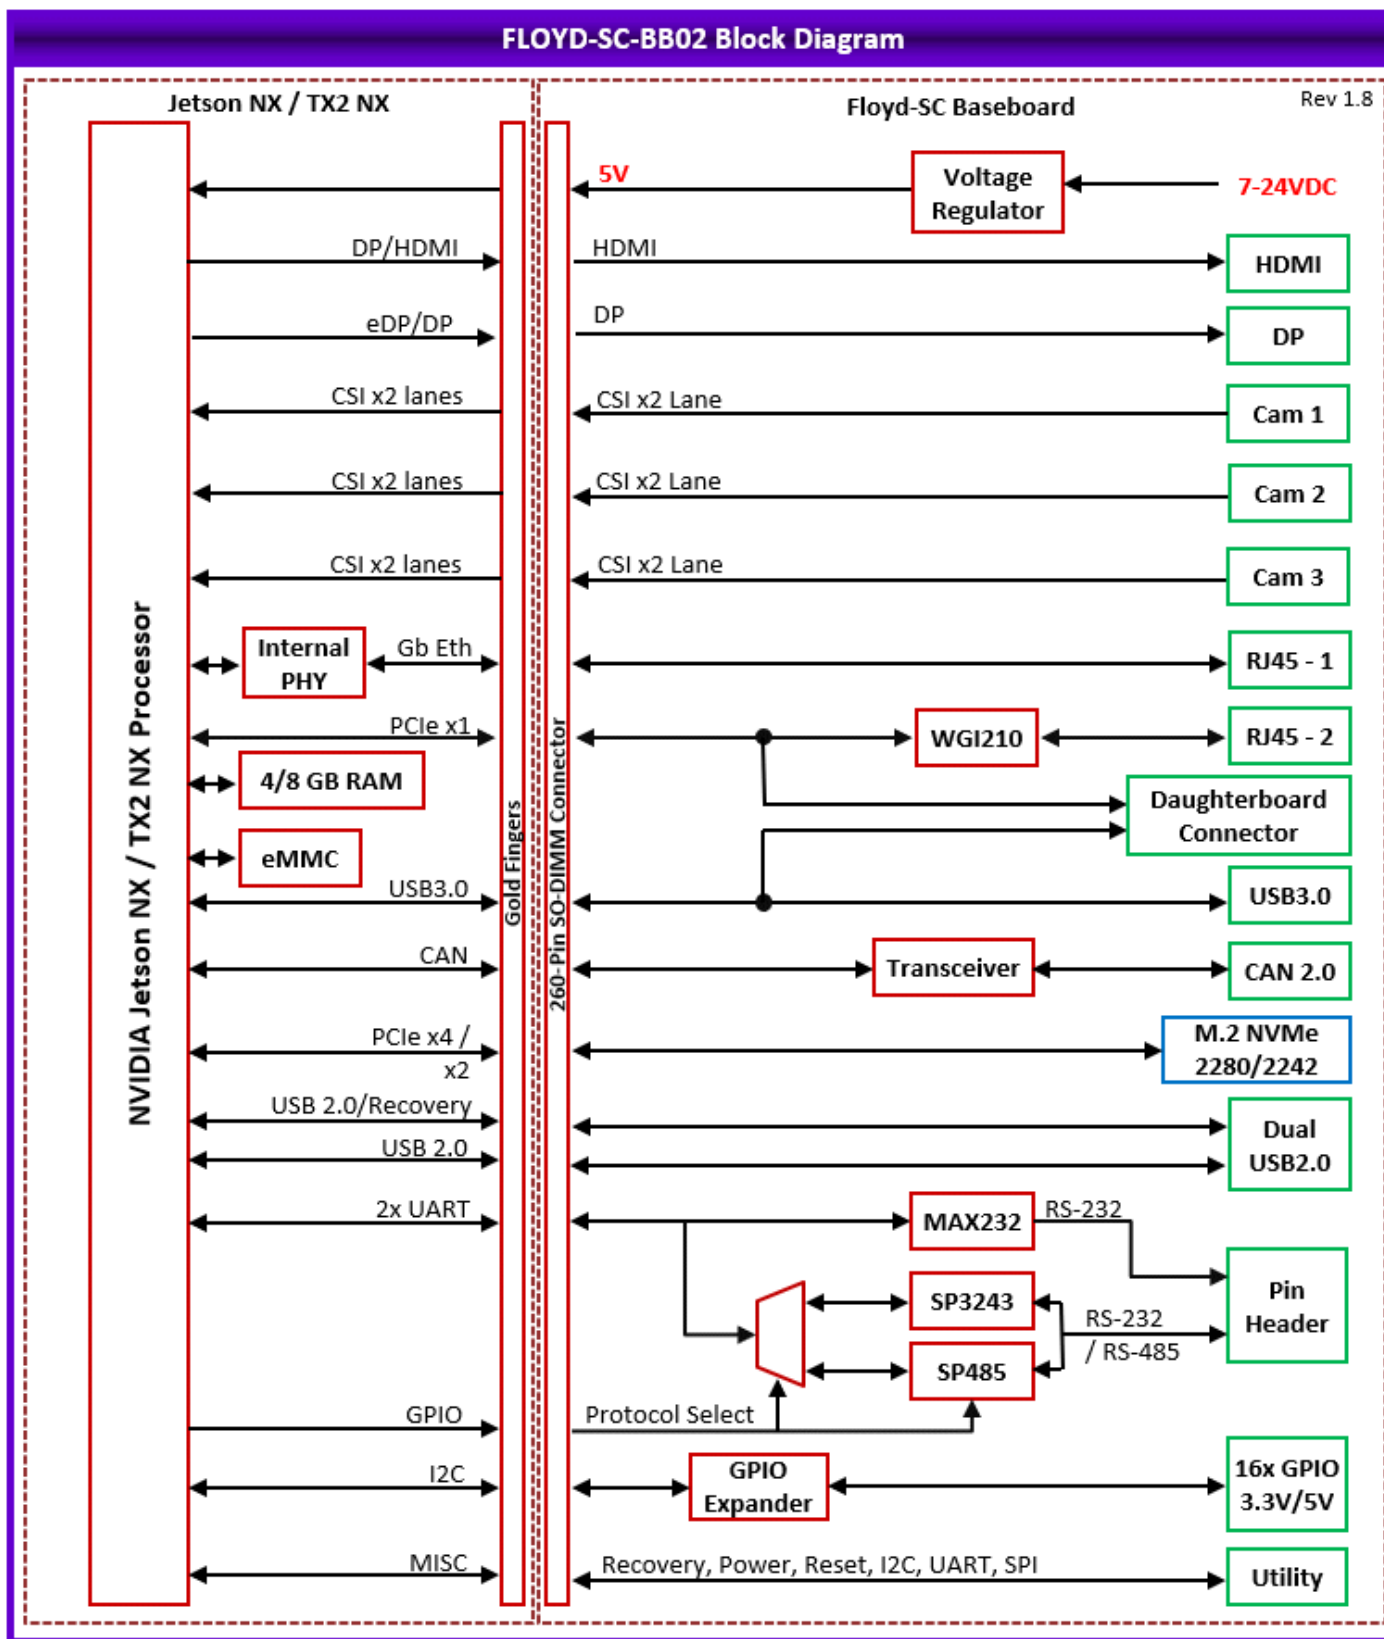 FLOYD-SC-BB02 Block Diagram
Jetson NX / TX2 NX
Floyd-SC Baseboard
Rev 1.8
NVIDIA Jetson NX / TX2 NX Processor
Gold Fingers
260-Pin SO-DIMM Connector
5V
Voltage
Regulator
7-24VDC
DP/HDMI
HDMI
HDMI
eDP/DP
DP
DP
CSI x2 lanes
CSI x2 Lane
Cam 1
CSI x2 lanes
CSI x2 Lane
Cam 2
CSI x2 lanes
CSI x2 Lane
Cam 3
Internal
PHY
Gb Eth
RJ45 - 1
PCIe x1
WGI210
RJ45 - 2
4/8 GB RAM
Daughterboard
Connector
eMMC
USB3.0
USB3.0
CAN
Transceiver
CAN 2.0
PCIe x4 /
x2
M.2 NVMe
2280/2242
USB 2.0/Recovery
USB 2.0
Dual
USB2.0
2x UART
MAX232
RS-232
SP3243
SP485
RS-232
/ RS-485
Pin
Header
GPIO
Protocol Select
I2C
GPIO
Expander
16x GPIO
3.3V/5V
MISC
Recovery, Power, Reset, I2C, UART, SPI
Utility